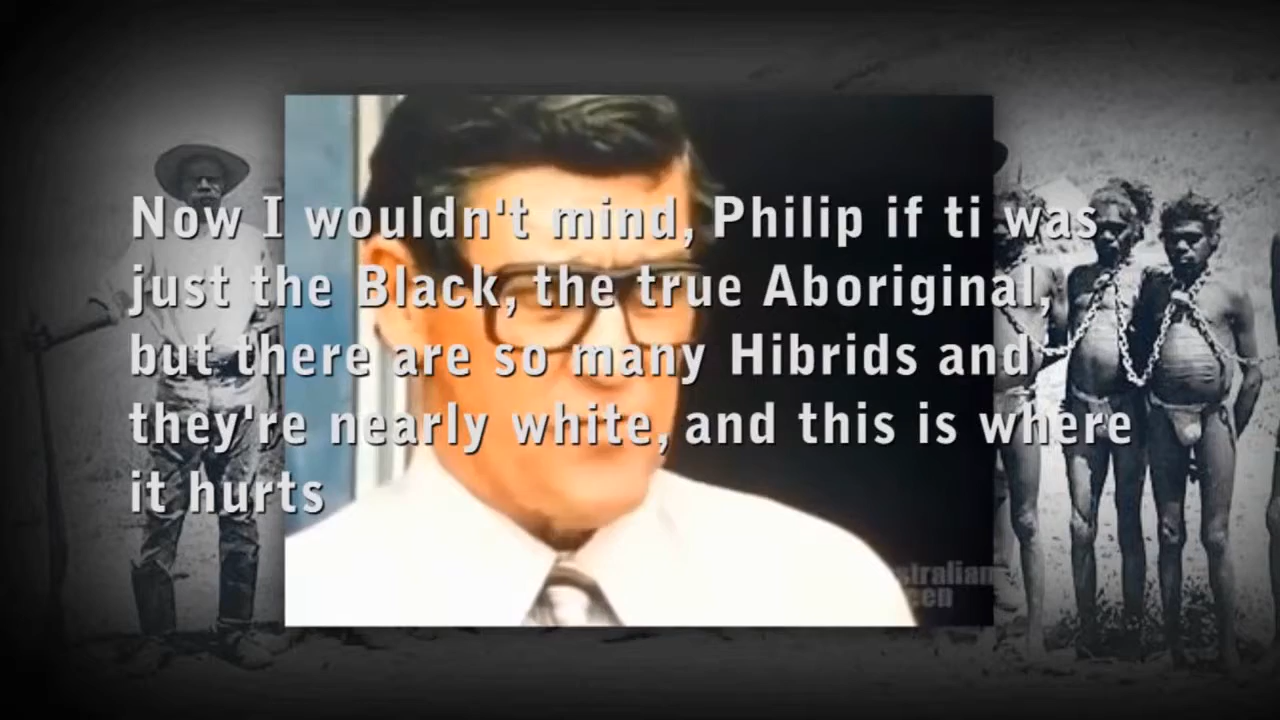 Now I wouldn't mind, Philip if ti was
just the Black, the true Aboriginal,
but there are so many Hibrids and
they're nearly white, and this is where
it hurts